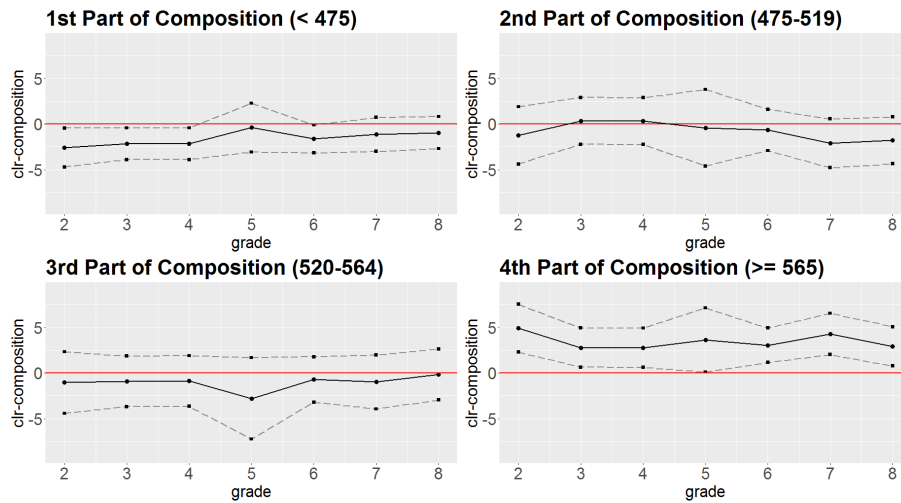 1st Part of Composition (< 475)
clr-composition
5
0
-5
2 3 4 5 6 7 8
grade
2nd Part of Composition (475-519)
clr-composition
5
0
-5
2 3 4 5 6 7 8
grade
3rd Part of Composition (520-564)
clr-composition
5
0
-5
2 3 4 5 6 7 8
grade
4th Part of Composition (>= 565)
clr-composition
5
0
-5
2 3 4 5 6 7 8
grade